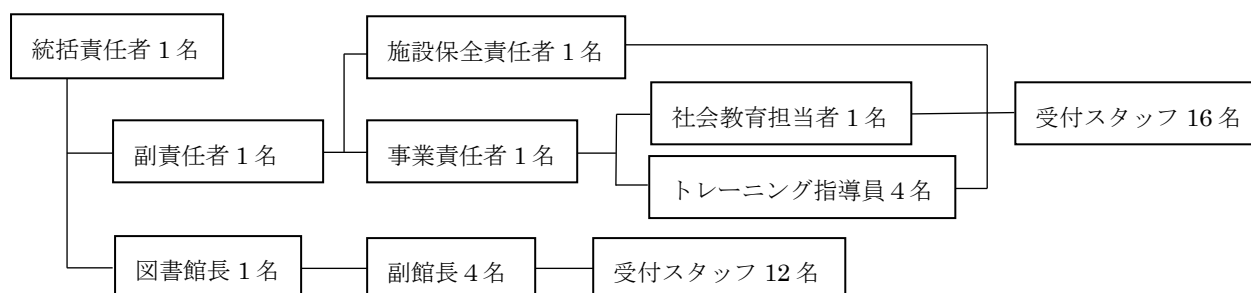 統括責任者 1 名
施設保全責任者 1 名
社会教育担当者 1 名
受付スタッフ 16 名
副責任者 1 名
事業責任者 1 名
トレーニング指導員 4 名
図書館長 1 名
副館長 4 名
受付スタッフ 12 名